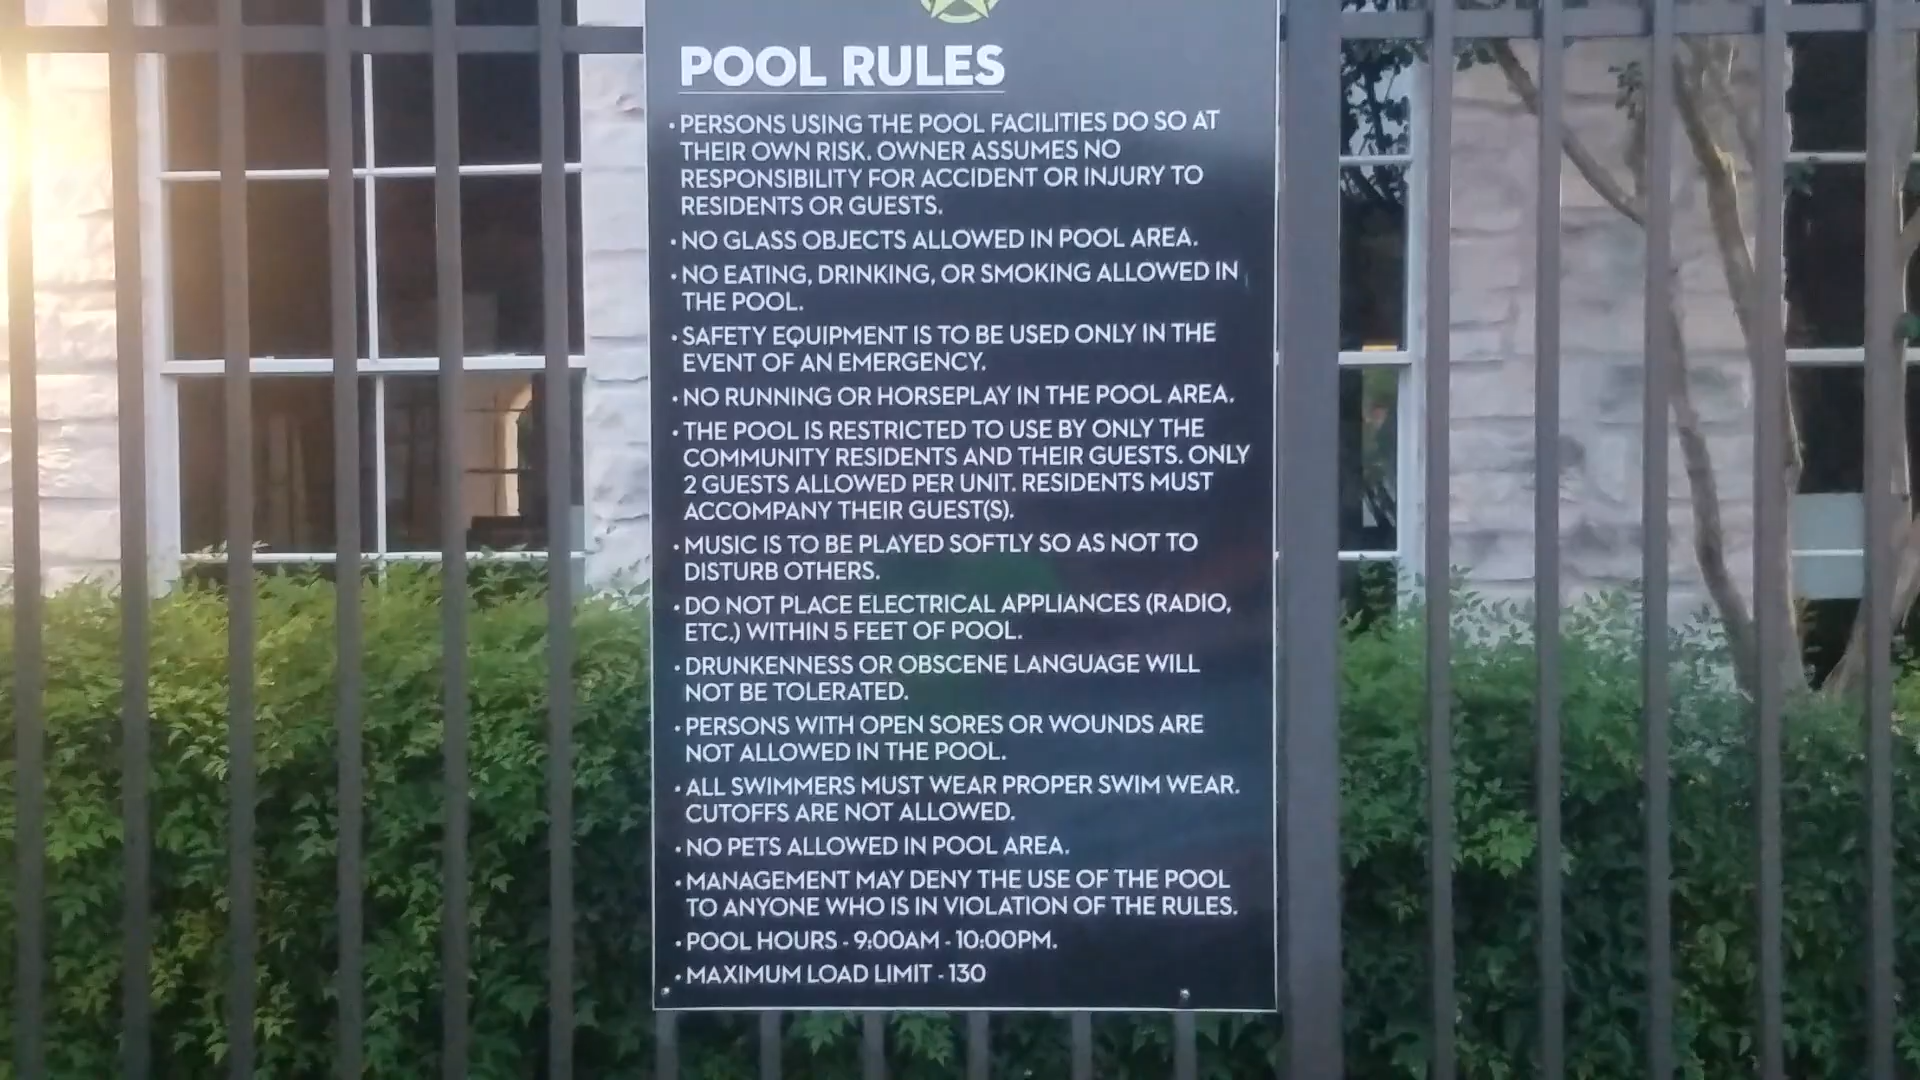 POOL RULES
• PERSONS USING THE POOL FACILITIES DO SO AT
THEIR OWN RISK. OWNER ASSUMES NO
RESPONSIBILITY FOR ACCIDENT OR INJURY TO
RESIDENTS OR GUESTS.
• NO GLASS OBJECTS ALLOWED IN POOL AREA.
• NO EATING, DRINKING, OR SMOKING ALLOWED IN
THE POOL.
• SAFETY EQUIPMENT IS TO BE USED ONLY IN THE
EVENT OF AN EMERGENCY.
• NO RUNNING OR HORSEPLAY IN THE POOL AREA.
• THE POOL IS RESTRICTED TO USE BY ONLY THE
COMMUNITY RESIDENTS AND THEIR GUESTS. ONLY
2 GUESTS ALLOWED PER UNIT. RESIDENTS MUST
ACCOMPANY THEIR GUEST(S).
• MUSIC IS TO BE PLAYED SOFTLY SO AS NOT TO
DISTURB OTHERS.
• DO NOT PLACE ELECTRICAL APPLIANCES (RADIO,
ETC.) WITHIN 5 FEET OF POOL.
• DRUNKENNESS OR OBSCENE LANGUAGE WILL
NOT BE TOLERATED.
• PERSONS WITH OPEN SORES OR WOUNDS ARE
NOT ALLOWED IN THE POOL.
• ALL SWIMMERS MUST WEAR PROPER SWIM WEAR.
CUTOFFS ARE NOT ALLOWED.
• NO PETS ALLOWED IN POOL AREA.
• MANAGEMENT MAY DENY THE USE OF THE POOL
TO ANYONE WHO IS IN VIOLATION OF THE RULES.
• POOL HOURS - 9:00AM - 10:00PM.
• MAXIMUM LOAD LIMIT - 130